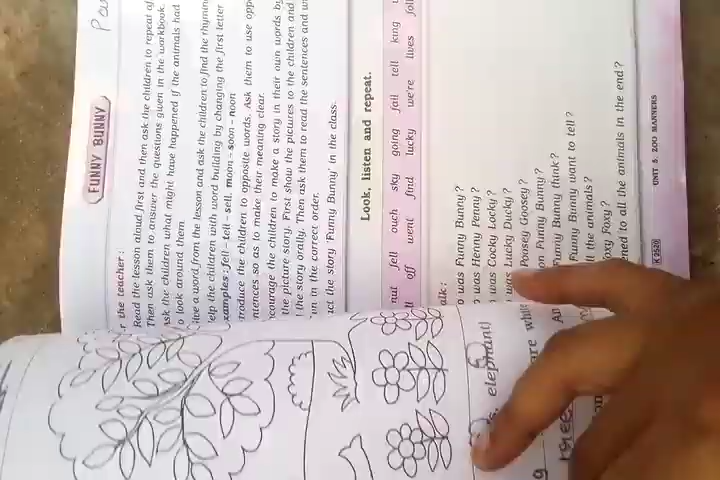 FUNNY BUNNY
r the teacher :
Read the lesson aloud first and then ask the children to repeat
Then ask them to answer the questions given in the workbook.
Ask the children what might have happened if the animals had
look around them.
a word from the lesson and ask the children to find the
elp the children with word building by changing the first letter
xamples : fell - tell - sell, moon - soon - noon
troduce the children to opposite words. Ask them to use
ntences so as to make their meaning clear.
courage the children to make a story in their own words
the picture story. First show the pictures to the children and
the story orally. Then ask them to read the sentences and
in the correct order.
act the story 'Funny Bunny' in the class.
Look, listen and repeat.
nut fell ouch sky going fail tell king
off went find lucky we're lives
alk :
was Funny Bunny?
was Henny Penny?
was Cocky Locky?
was Lucky Ducky?
Poosey Goosey?
on Funny Bunny?
Funny Bunny think?
Funny Bunny want to tell?
ll the animals?
oxy Foxy?
ened to all the animals in the end?
UNIT 5. ZOO MANNERS
elephant